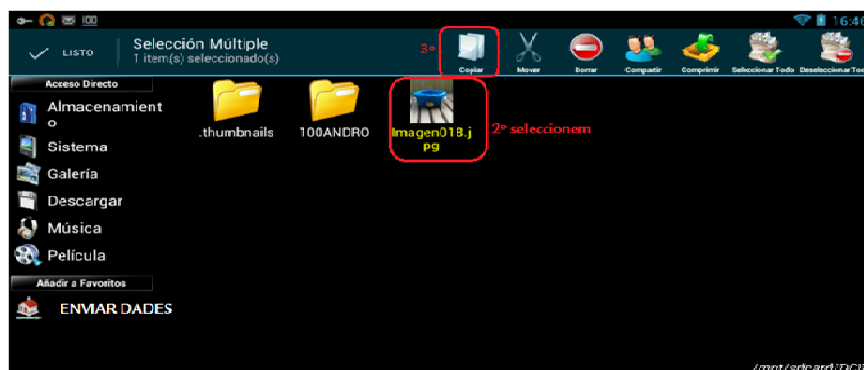 16:46
LISTO
Selección Múltiple
1 item(s) seleccionado(s)
3º
Copiar
Mover
Borrar
Compartir
Comprimir
Seleccionar Todo
Deseleccionar Tod
Acceso Directo
Almacenamient
o
Sistema
Galería
Descargar
Música
Película
Añadir a Favoritos
ENVIAR DADES
.thumbnails
100ANDRO
Imagen018.j
pg
2º seleccionem
/mnt/sdcard/DCI